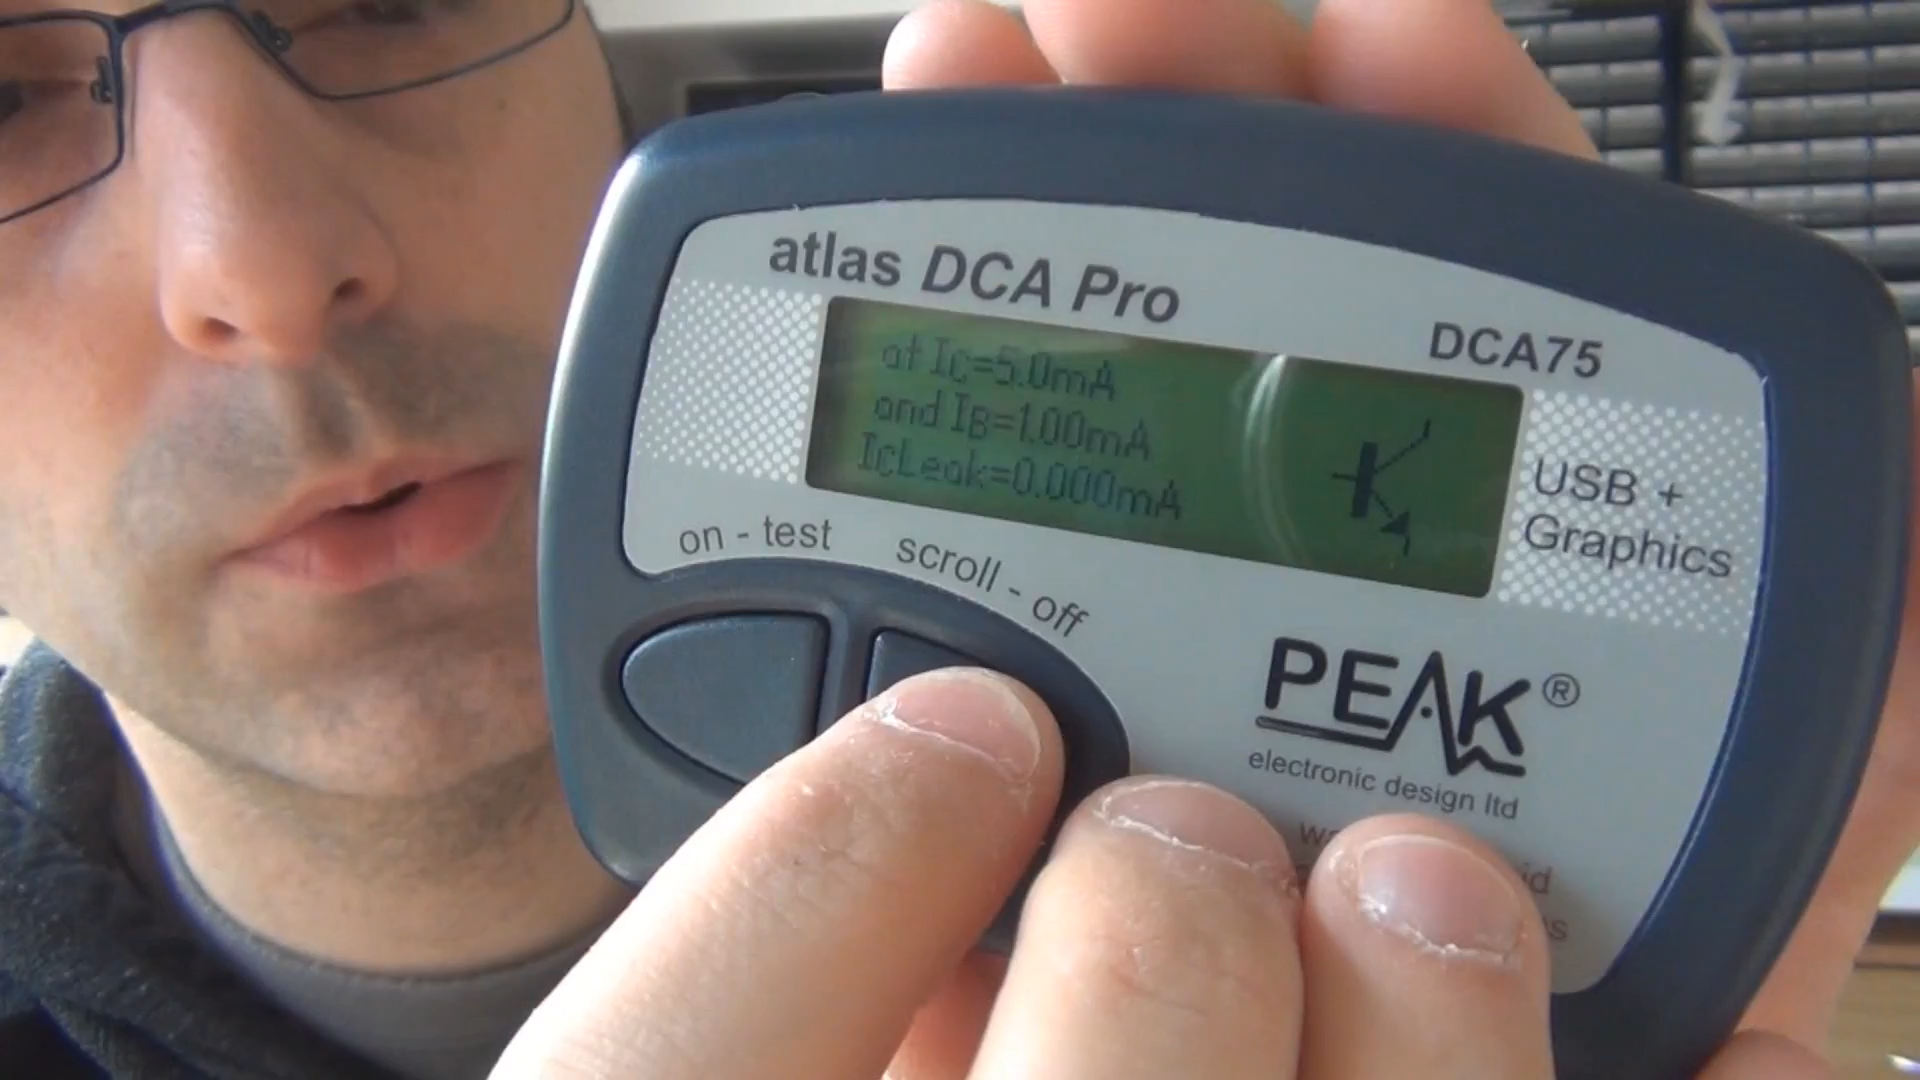 atlas DCA Pro
DCA75
at Ic=5.0mA
and IB=1.00mA
IcLeak=0.000mA
USB +
Graphics
on - test
scroll - off
PEAK®
electronic design ltd